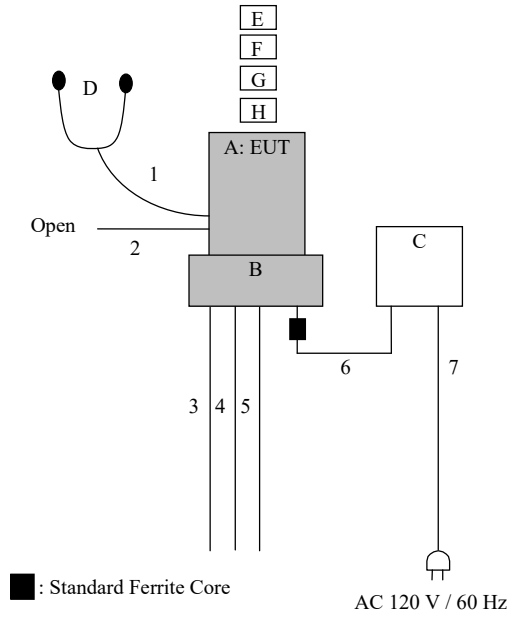 E
F
G
H
D
A: EUT
1
Open
2
B
C
6
7
3 4 5
: Standard Ferrite Core
AC 120 V / 60 Hz